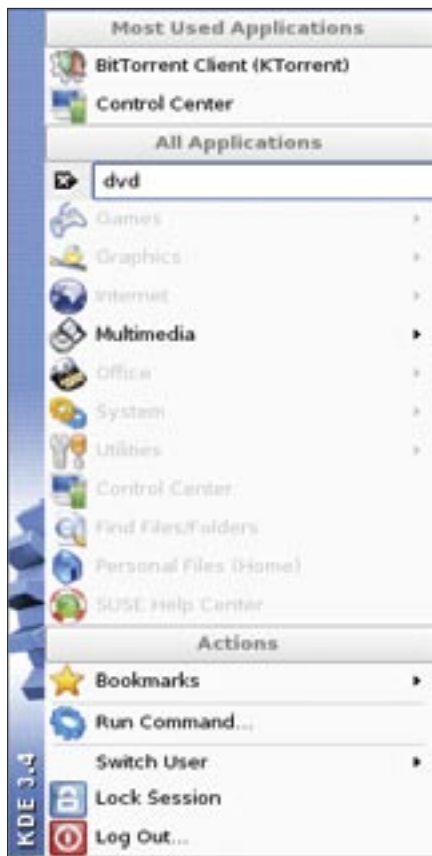 Most Used Applications
BitTorrent Client (KTorrent)
Control Center
All Applications
dvd
Games
Graphics
Internet
Multimedia
Office
System
Utilities
Control Center
Find Files/Folders
Personal Files (Home)
SUSE Help Center
Actions
Bookmarks
Run Command...
Switch User
Lock Session
Log Out...
KDE 3.4